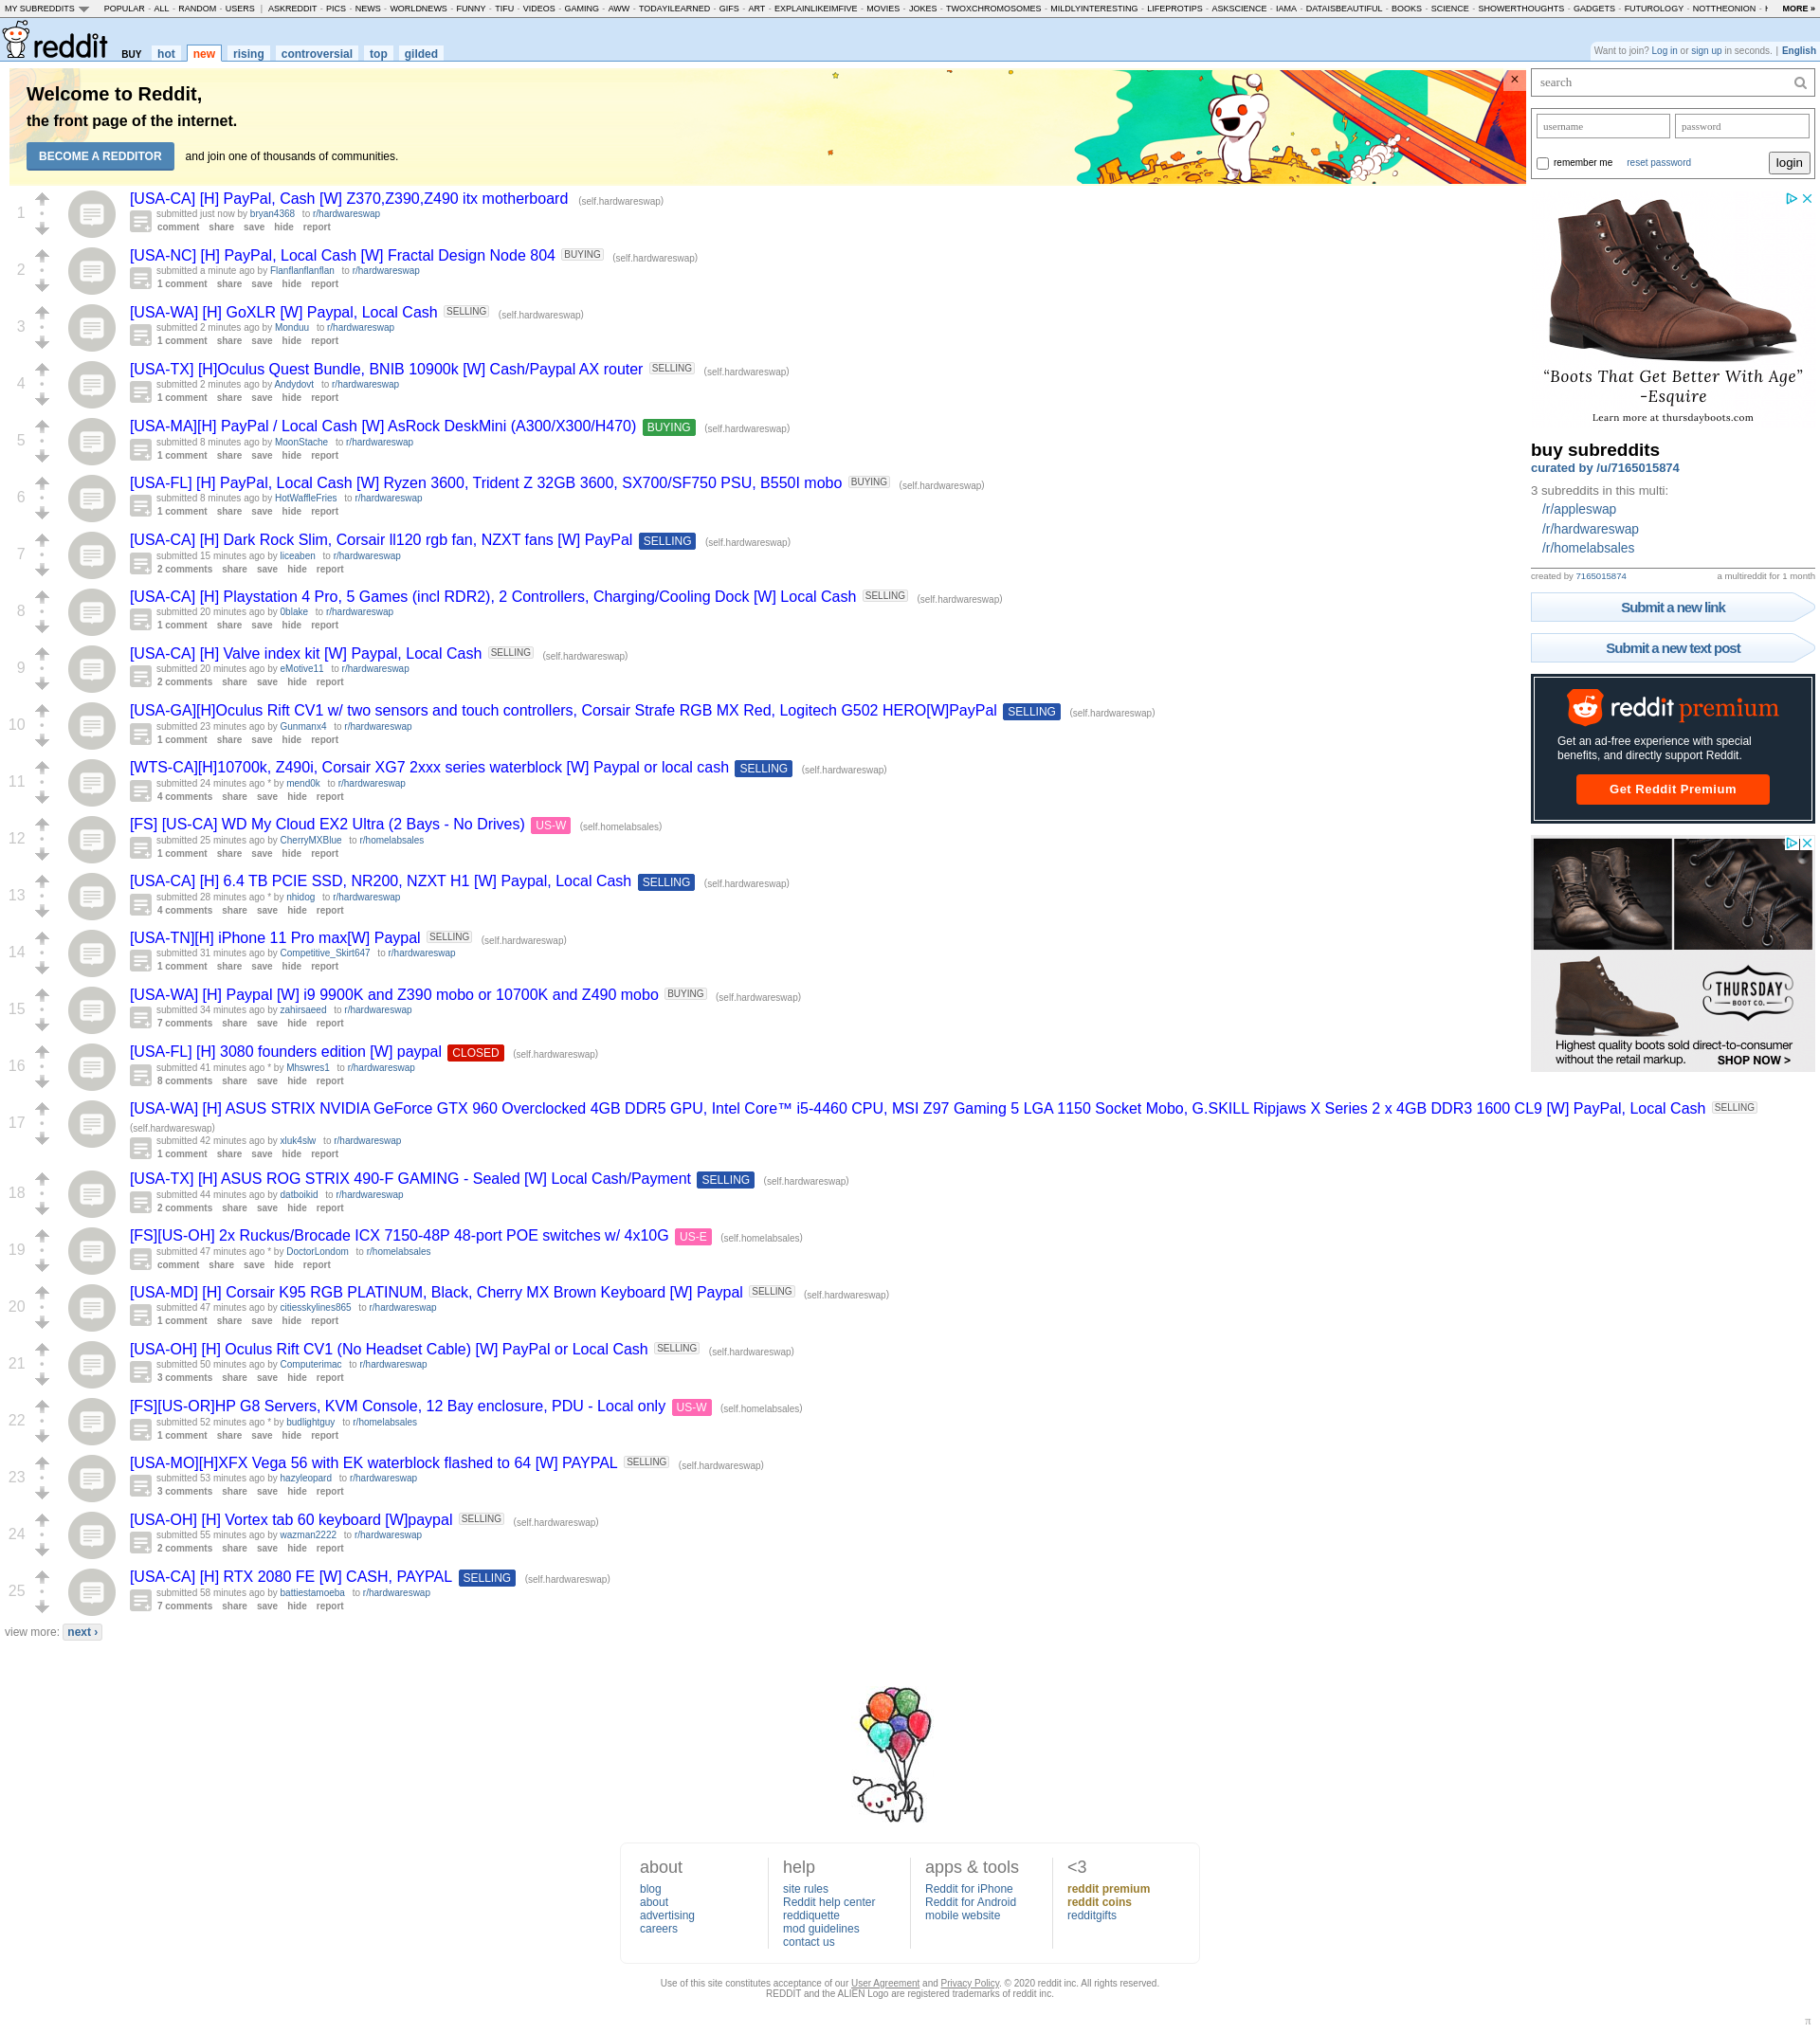 MY SUBREDDITS POPULAR - ALL - RANDOM - USERS | ASKREDDIT - PICS - NEWS - WORLDNEWS - FUNNY - TIFU - VIDEOS - GAMING - AWW - TODAYILEARNED - GIFS - ART - EXPLAINLIKEIMFIVE - MOVIES - JOKES - TWOXCHROMOSOMES - MILDLYINTERESTING - LIFEPROTIPS - ASKSCIENCE - IAMA - DATAISBEAUTIFUL - BOOKS - SCIENCE - SHOWERTHOUGHTS - GADGETS - FUTUROLOGY - NOTTHEONION - MORE »
reddit BUY hot new rising controversial top gilded
Want to join? Log in or sign up in seconds. | English
Welcome to Reddit,
the front page of the internet.
BECOME A REDDITOR and join one of thousands of communities.
×
1
[USA-CA] [H] PayPal, Cash [W] Z370,Z390,Z490 itx motherboard (self.hardwareswap)
submitted just now by bryan4368 to r/hardwareswap
comment share save hide report
2
[USA-NC] [H] PayPal, Local Cash [W] Fractal Design Node 804 BUYING (self.hardwareswap)
submitted a minute ago by Flanflanflanflan to r/hardwareswap
1 comment share save hide report
3
[USA-WA] [H] GoXLR [W] Paypal, Local Cash SELLING (self.hardwareswap)
submitted 2 minutes ago by Monduu to r/hardwareswap
1 comment share save hide report
4
[USA-TX] [H]Oculus Quest Bundle, BNIB 10900k [W] Cash/Paypal AX router SELLING (self.hardwareswap)
submitted 2 minutes ago by Andydovt to r/hardwareswap
1 comment share save hide report
5
[USA-MA][H] PayPal / Local Cash [W] AsRock DeskMini (A300/X300/H470) BUYING (self.hardwareswap)
submitted 8 minutes ago by MoonStache to r/hardwareswap
1 comment share save hide report
6
[USA-FL] [H] PayPal, Local Cash [W] Ryzen 3600, Trident Z 32GB 3600, SX700/SF750 PSU, B550I mobo BUYING (self.hardwareswap)
submitted 8 minutes ago by HotWaffleFries to r/hardwareswap
1 comment share save hide report
7
[USA-CA] [H] Dark Rock Slim, Corsair ll120 rgb fan, NZXT fans [W] PayPal SELLING (self.hardwareswap)
submitted 15 minutes ago by liceaben to r/hardwareswap
2 comments share save hide report
8
[USA-CA] [H] Playstation 4 Pro, 5 Games (incl RDR2), 2 Controllers, Charging/Cooling Dock [W] Local Cash SELLING (self.hardwareswap)
submitted 20 minutes ago by 0blake to r/hardwareswap
1 comment share save hide report
9
[USA-CA] [H] Valve index kit [W] Paypal, Local Cash SELLING (self.hardwareswap)
submitted 20 minutes ago by eMotive11 to r/hardwareswap
2 comments share save hide report
10
[USA-GA][H]Oculus Rift CV1 w/ two sensors and touch controllers, Corsair Strafe RGB MX Red, Logitech G502 HERO[W]PayPal SELLING (self.hardwareswap)
submitted 23 minutes ago by Gunmanx4 to r/hardwareswap
1 comment share save hide report
11
[WTS-CA][H]10700k, Z490i, Corsair XG7 2xxx series waterblock [W] Paypal or local cash SELLING (self.hardwareswap)
submitted 24 minutes ago * by mend0k to r/hardwareswap
4 comments share save hide report
12
[FS] [US-CA] WD My Cloud EX2 Ultra (2 Bays - No Drives) US-W (self.homelabsales)
submitted 25 minutes ago by CherryMXBlue to r/homelabsales
1 comment share save hide report
13
[USA-CA] [H] 6.4 TB PCIE SSD, NR200, NZXT H1 [W] Paypal, Local Cash SELLING (self.hardwareswap)
submitted 28 minutes ago * by nhidog to r/hardwareswap
4 comments share save hide report
14
[USA-TN][H] iPhone 11 Pro max[W] Paypal SELLING (self.hardwareswap)
submitted 31 minutes ago by Competitive_Skirt647 to r/hardwareswap
1 comment share save hide report
15
[USA-WA] [H] Paypal [W] i9 9900K and Z390 mobo or 10700K and Z490 mobo BUYING (self.hardwareswap)
submitted 34 minutes ago by zahirsaeed to r/hardwareswap
7 comments share save hide report
16
[USA-FL] [H] 3080 founders edition [W] paypal CLOSED (self.hardwareswap)
submitted 41 minutes ago * by Mhswres1 to r/hardwareswap
8 comments share save hide report
17
[USA-WA] [H] ASUS STRIX NVIDIA GeForce GTX 960 Overclocked 4GB DDR5 GPU, Intel Core™ i5-4460 CPU, MSI Z97 Gaming 5 LGA 1150 Socket Mobo, G.SKILL Ripjaws X Series 2 x 4GB DDR3 1600 CL9 [W] PayPal, Local Cash SELLING
(self.hardwareswap)
submitted 42 minutes ago by xluk4slw to r/hardwareswap
1 comment share save hide report
18
[USA-TX] [H] ASUS ROG STRIX 490-F GAMING - Sealed [W] Local Cash/Payment SELLING (self.hardwareswap)
submitted 44 minutes ago by datboikid to r/hardwareswap
2 comments share save hide report
19
[FS][US-OH] 2x Ruckus/Brocade ICX 7150-48P 48-port POE switches w/ 4x10G US-E (self.homelabsales)
submitted 47 minutes ago * by DoctorLondom to r/homelabsales
comment share save hide report
20
[USA-MD] [H] Corsair K95 RGB PLATINUM, Black, Cherry MX Brown Keyboard [W] Paypal SELLING (self.hardwareswap)
submitted 47 minutes ago by citiesskylines865 to r/hardwareswap
1 comment share save hide report
21
[USA-OH] [H] Oculus Rift CV1 (No Headset Cable) [W] PayPal or Local Cash SELLING (self.hardwareswap)
submitted 50 minutes ago by Computerimac to r/hardwareswap
3 comments share save hide report
22
[FS][US-OR]HP G8 Servers, KVM Console, 12 Bay enclosure, PDU - Local only US-W (self.homelabsales)
submitted 52 minutes ago * by budlightguy to r/homelabsales
1 comment share save hide report
23
[USA-MO][H]XFX Vega 56 with EK waterblock flashed to 64 [W] PAYPAL SELLING (self.hardwareswap)
submitted 53 minutes ago by hazyleopard to r/hardwareswap
3 comments share save hide report
24
[USA-OH] [H] Vortex tab 60 keyboard [W]paypal SELLING (self.hardwareswap)
submitted 55 minutes ago by wazman2222 to r/hardwareswap
2 comments share save hide report
25
[USA-CA] [H] RTX 2080 FE [W] CASH, PAYPAL SELLING (self.hardwareswap)
submitted 58 minutes ago by battiestamoeba to r/hardwareswap
7 comments share save hide report
view more: next ›
search
username password
remember me reset password login
“Boots That Get Better With Age”
-Esquire
Learn more at thursdayboots.com
buy subreddits
curated by /u/7165015874
3 subreddits in this multi:
/r/appleswap
/r/hardwareswap
/r/homelabsales
created by 7165015874 a multireddit for 1 month
Submit a new link
Submit a new text post
reddit premium
Get an ad-free experience with special
benefits, and directly support Reddit.
Get Reddit Premium
THURSDAY
BOOT CO.
Highest quality boots sold direct-to-consumer
without the retail markup. SHOP NOW >
about
blog
about
advertising
careers
help
site rules
Reddit help center
reddiquette
mod guidelines
contact us
apps & tools
Reddit for iPhone
Reddit for Android
mobile website
<3
reddit premium
reddit coins
redditgifts
Use of this site constitutes acceptance of our User Agreement and Privacy Policy. © 2020 reddit inc. All rights reserved.
REDDIT and the ALIEN Logo are registered trademarks of reddit inc.
π